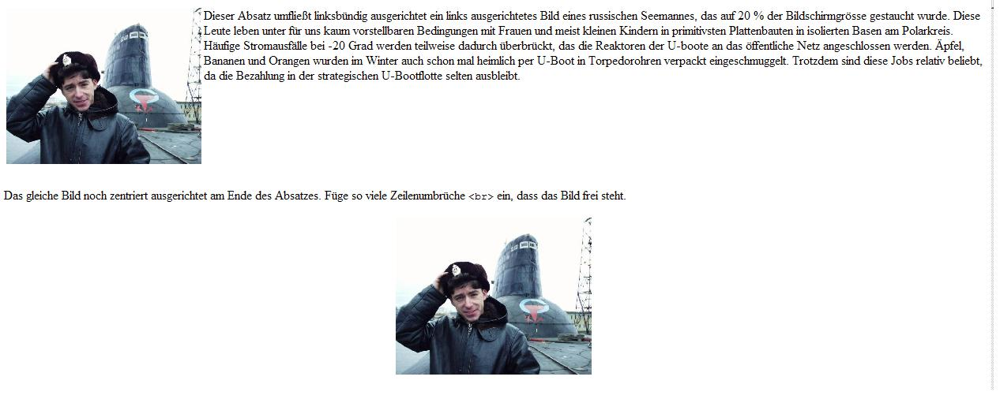 Dieser Absatz umfließt linksbündig ausgerichtet ein links ausgerichtetes Bild eines russischen Seemannes, das auf 20 % der Bildschirmgrösse gestaucht wurde. Diese
Leute leben unter für uns kaum vorstellbaren Bedingungen mit Frauen und meist kleinen Kindern in primitivsten Plattenbauten in isolierten Basen am Polarkreis.
Häufige Stromausfälle bei -20 Grad werden teilweise dadurch überbrückt, das die Reaktoren der U-boote an das öffentliche Netz angeschlossen werden. Äpfel,
Bananen und Orangen wurden im Winter auch schon mal heimlich per U-Boot in Torpedorohren verpackt eingeschmuggelt. Trotzdem sind diese Jobs relativ beliebt,
da die Bezahlung in der strategischen U-Bootflotte selten ausbleibt.
Das gleiche Bild noch zentriert ausgerichtet am Ende des Absatzes. Füge so viele Zeilenumbrüche <br> ein, dass das Bild frei steht.